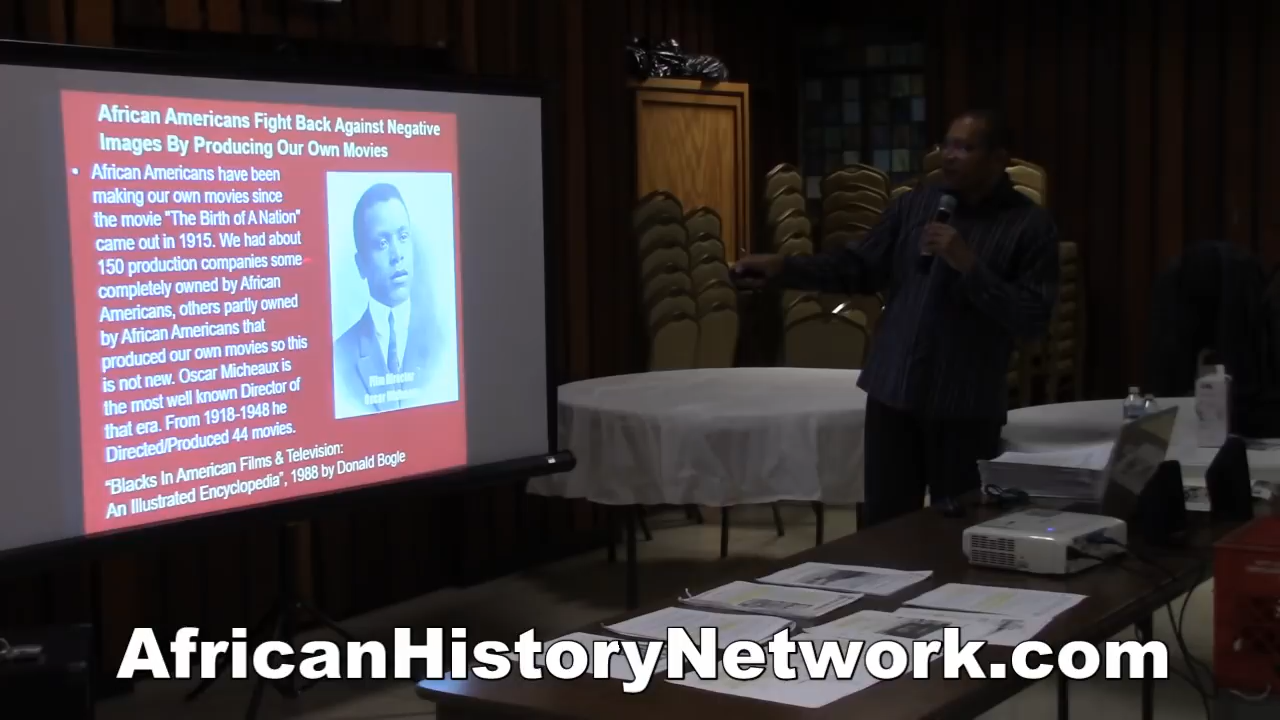 African Americans Fight Back Against Negative
Images By Producing Our Own Movies
• African Americans have been
making our own movies since
the movie "The Birth of A Nation"
came out in 1915. We had about
150 production companies some
completely owned by African
Americans, others partly owned
by African Americans that
produced our own movies so this
is not new. Oscar Micheaux is
the most well known Director of
that era. From 1918-1948 he
Directed/Produced 44 movies.
Film Director
Oscar
"Blacks In American Films & Television:
An Illustrated Encyclopedia", 1988 by Donald Bogle
AfricanHistoryNetwork.com